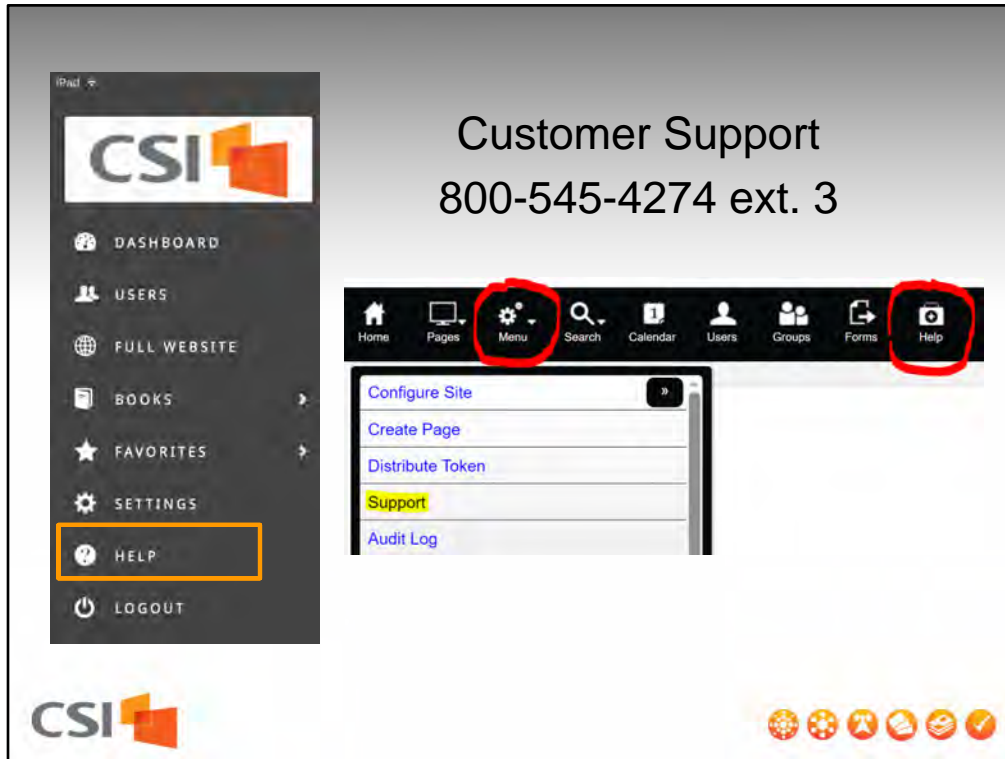 iPad
CSI
DASHBOARD
USERS
FULL WEBSITE
BOOKS
FAVORITES
SETTINGS
HELP
LOGOUT
Customer Support
800-545-4274 ext. 3
Home Pages Menu Search 1 Calendar Users Groups Forms Help
Configure Site »
Create Page
Distribute Token
Support
Audit Log
CSI